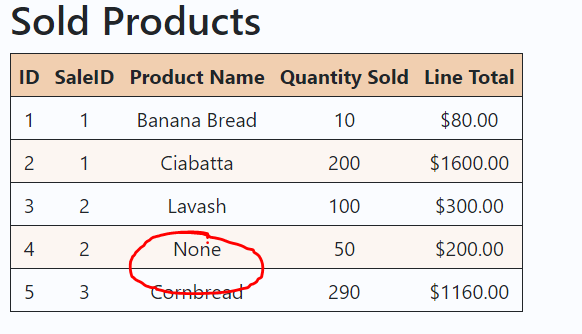 Sold Products
ID SaleID Product Name Quantity Sold Line Total
1 1 Banana Bread 10 $80.00
2 1 Ciabatta 200 $1600.00
3 2 Lavash 100 $300.00
4 2 None 50 $200.00
5 3 Cornbread 290 $1160.00